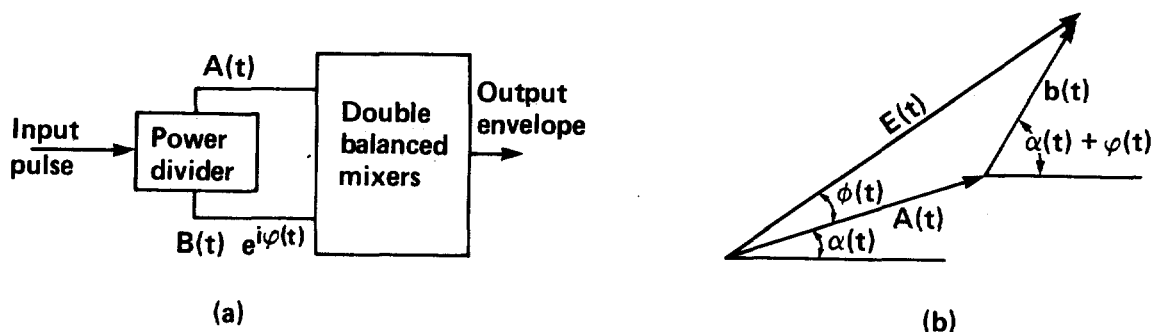 Input
pulse
Power
divider
A(t)
B(t) e^{iφ(t)}
Double
balanced
mixers
Output
envelope
(a)
E(t)
b(t)
α(t) + φ(t)
ϕ(t)
A(t)
α(t)
(b)